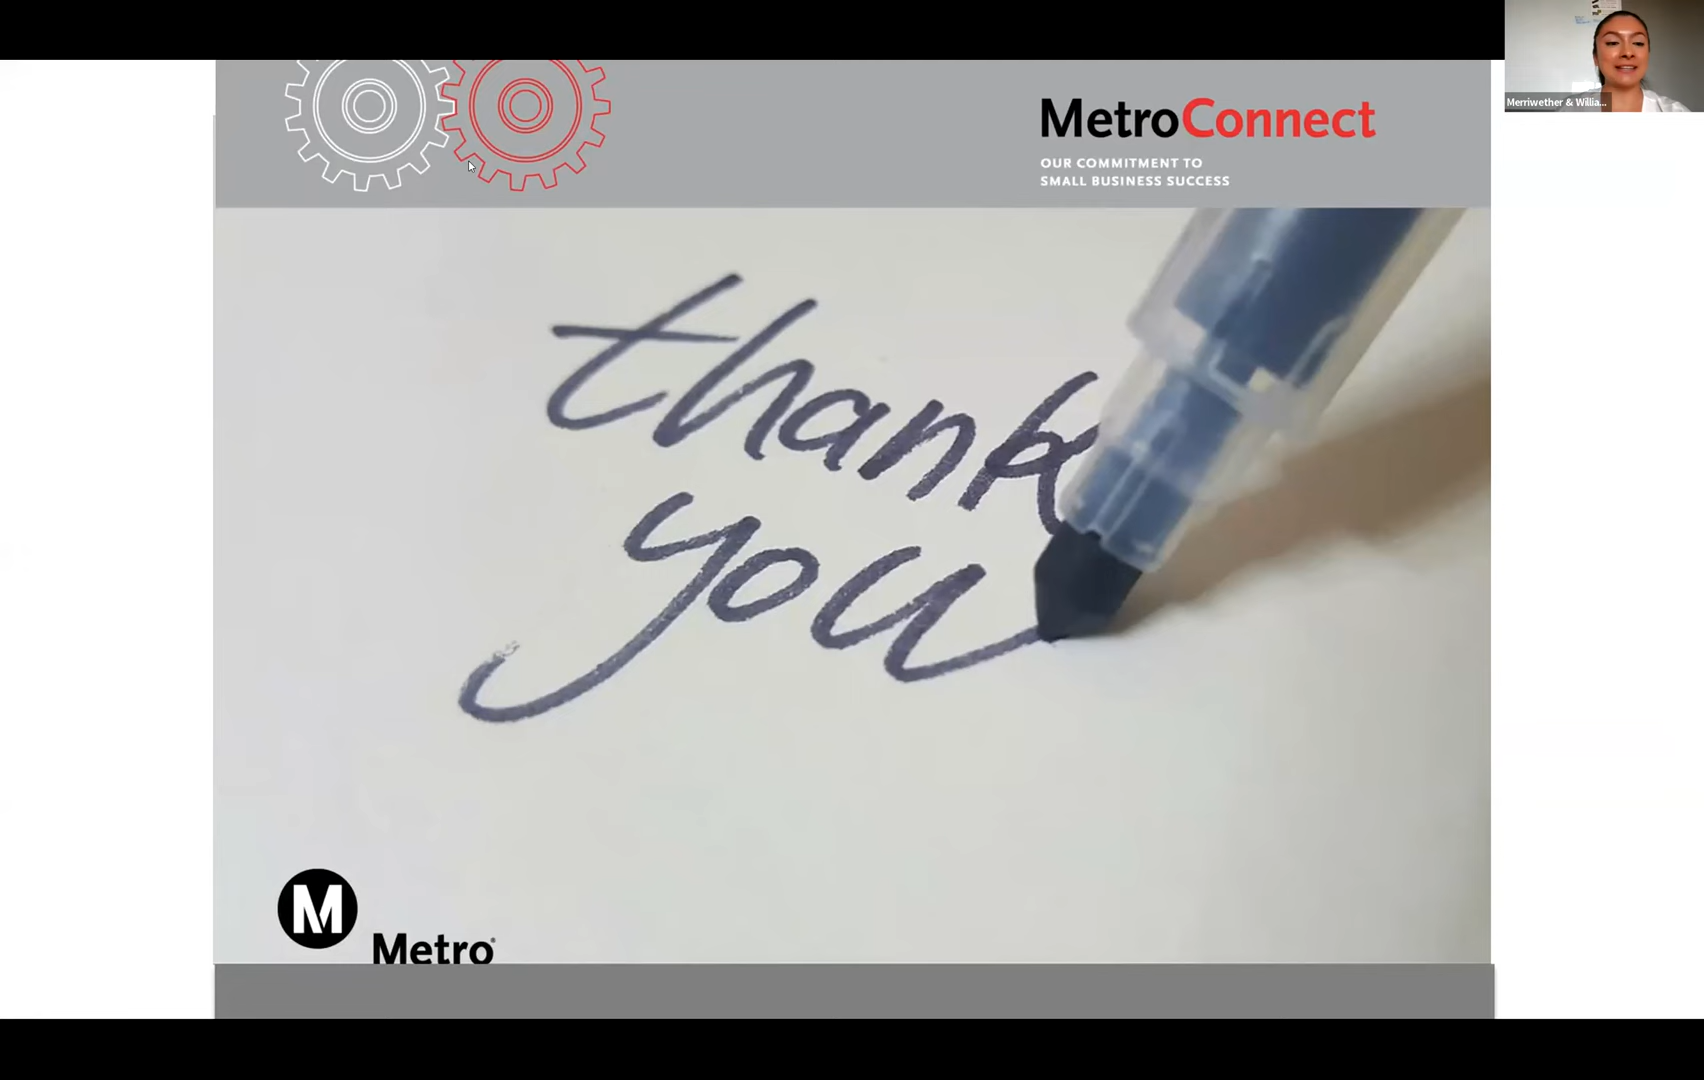 MetroConnect
OUR COMMITMENT TO
SMALL BUSINESS SUCCESS
Merriwether & Willia...
thank
you
M
Metro